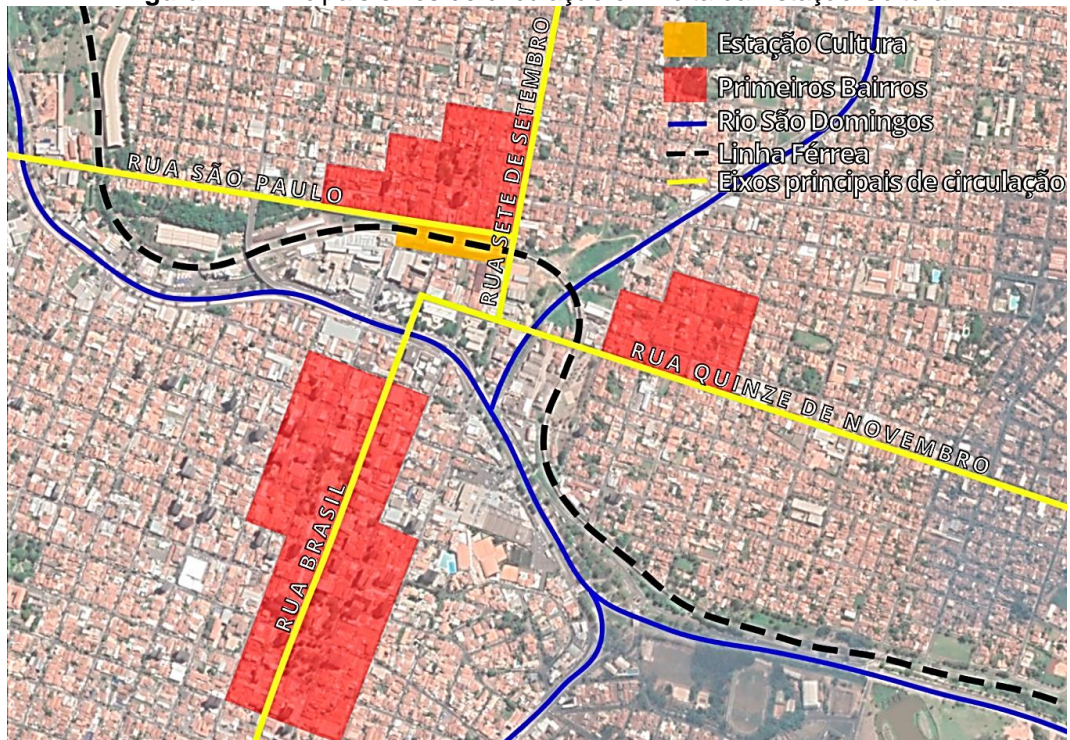 Estação Cultura
Primeiros Bairros
Rio São Domingos
Linha Férrea
Eixos principais de circulação
RUA SETE DE SETEMBRO
RUA SÃO PAULO
RUA QUINZE DE NOVEMBRO
RUA BRASIL